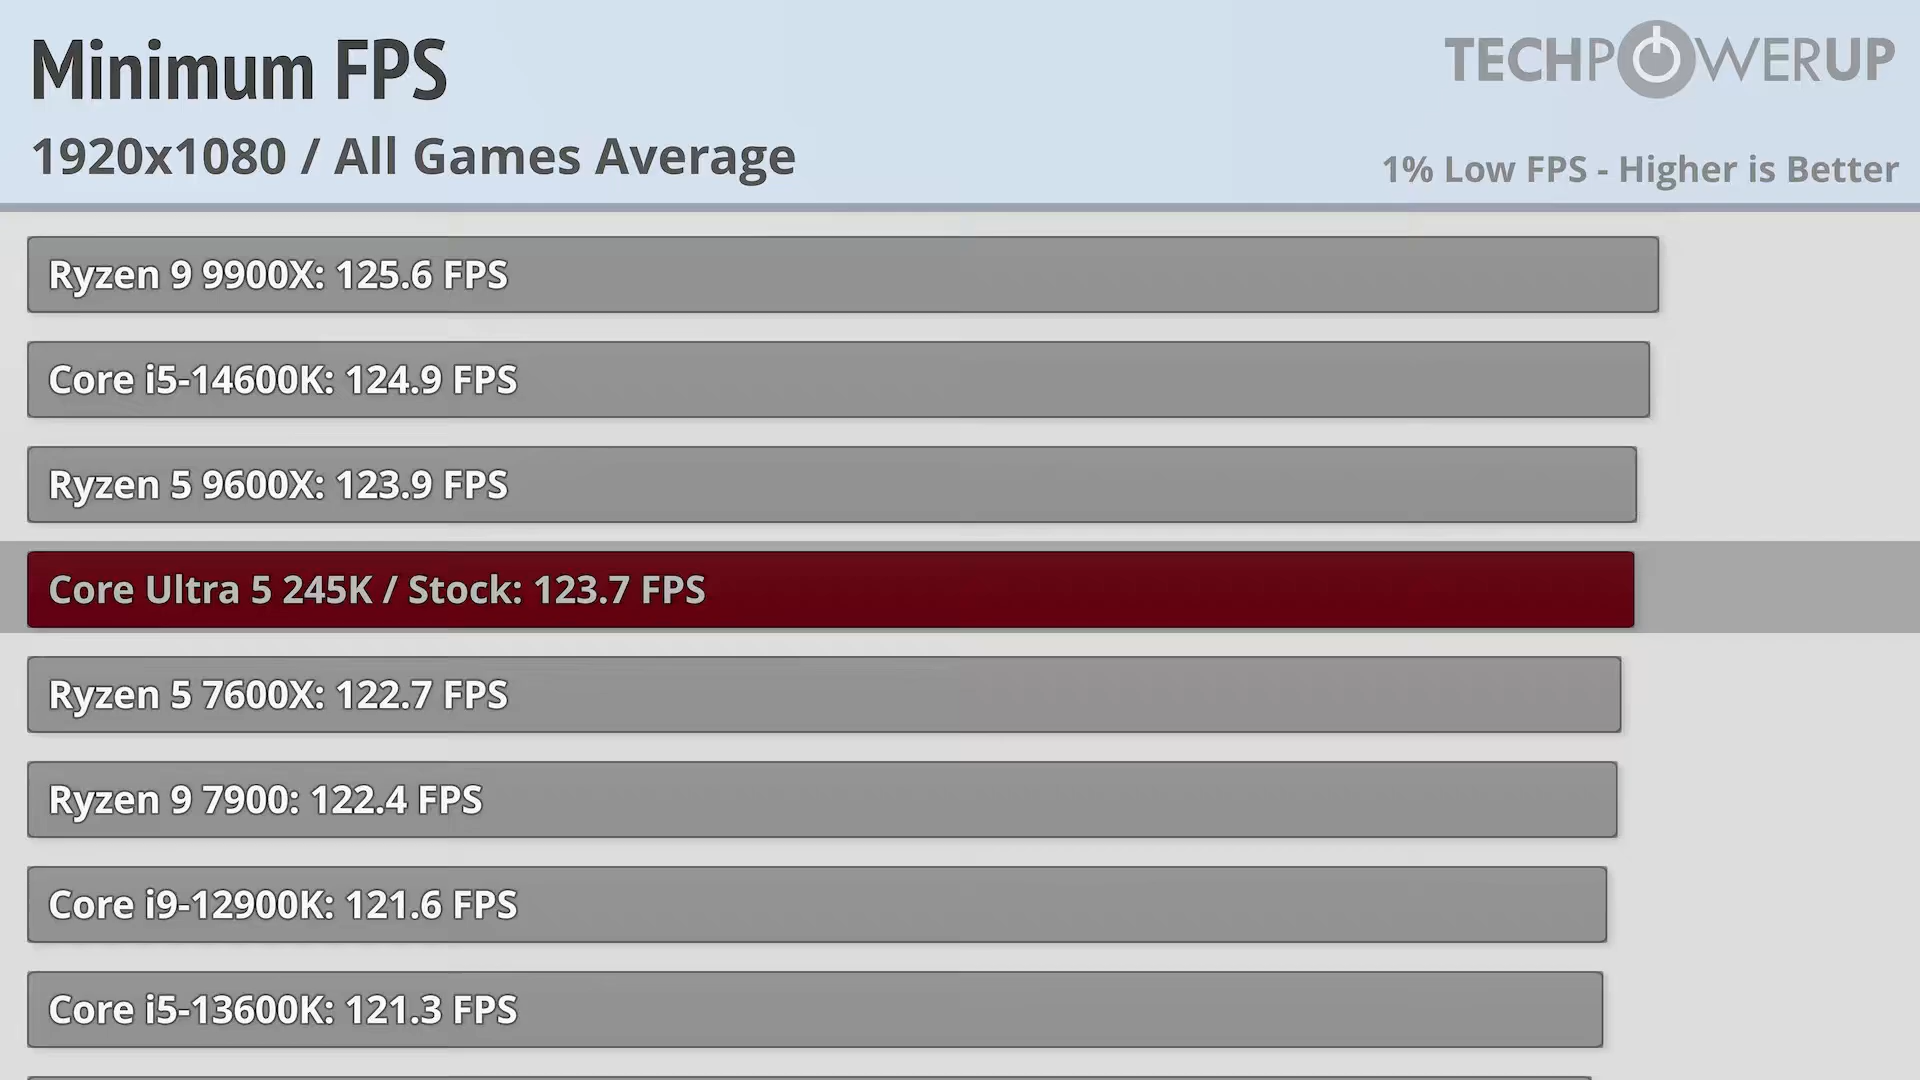 Minimum FPS
TECHPOWERUP
1920x1080 / All Games Average
1% Low FPS - Higher is Better
Ryzen 9 9900X: 125.6 FPS
Core i5-14600K: 124.9 FPS
Ryzen 5 9600X: 123.9 FPS
Core Ultra 5 245K / Stock: 123.7 FPS
Ryzen 5 7600X: 122.7 FPS
Ryzen 9 7900: 122.4 FPS
Core i9-12900K: 121.6 FPS
Core i5-13600K: 121.3 FPS